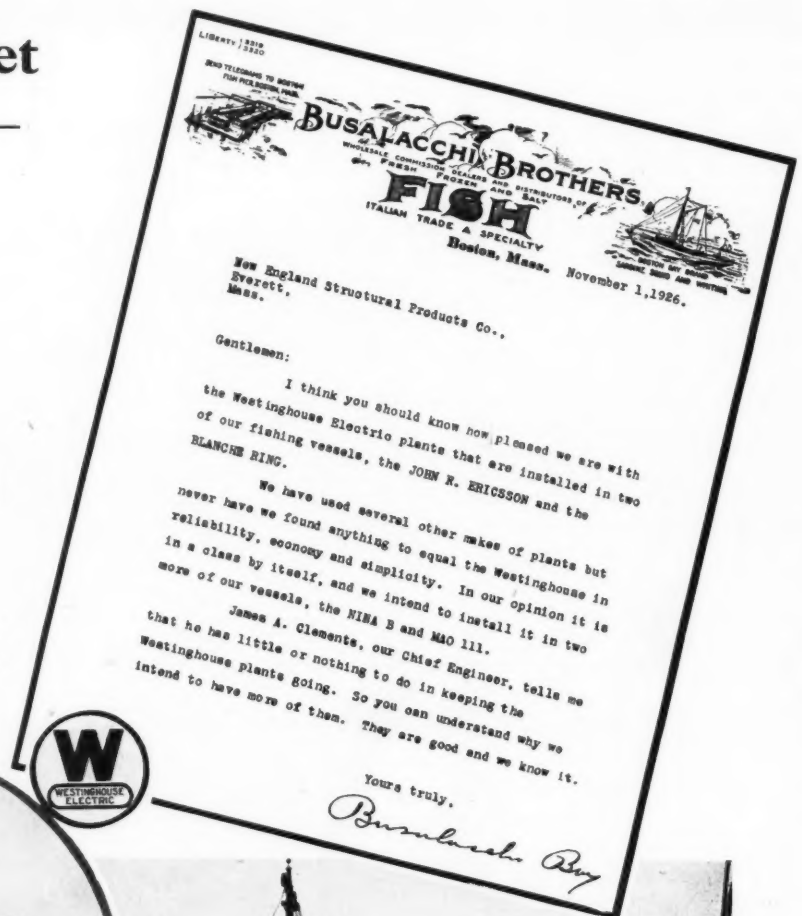 et
LIBERTY 3319
3320
SEND TELEGRAMS TO BOSTON
FISH PIER, BOSTON, MASS.
BUSALACCHI BROTHERS.
WHOLESALE COMMISSION DEALERS AND DISTRIBUTORS OF
FRESH FROZEN AND SALT
FISH
ITALIAN TRADE A SPECIALTY
Boston, Mass.
BOSTON BAY BRAND
AND WHITING
November 1,1926.
New England Structural Products Co.,
Everett,
Mass.
Gentlemen:
I think you should know how pleased we are with
the Westinghouse Electric plants that are installed in two
of our fishing vessels, the JOHN R. ERICSSON and the
BLANCHE RING.
We have used several other makes of plants but
never have we found anything to equal the Westinghouse in
reliability, economy and simplicity. In our opinion it is
in a class by itself, and we intend to install it in two
more of our vessels, the NINA B and MAO 111.
James A. Clements, our Chief Engineer, tells me
that he has little or nothing to do in keeping the
Westinghouse plants going. So you can understand why we
intend to have more of them. They are good and we know it.
Yours truly,
Busalacchi Bros
W
WESTINGHOUSE
ELECTRIC